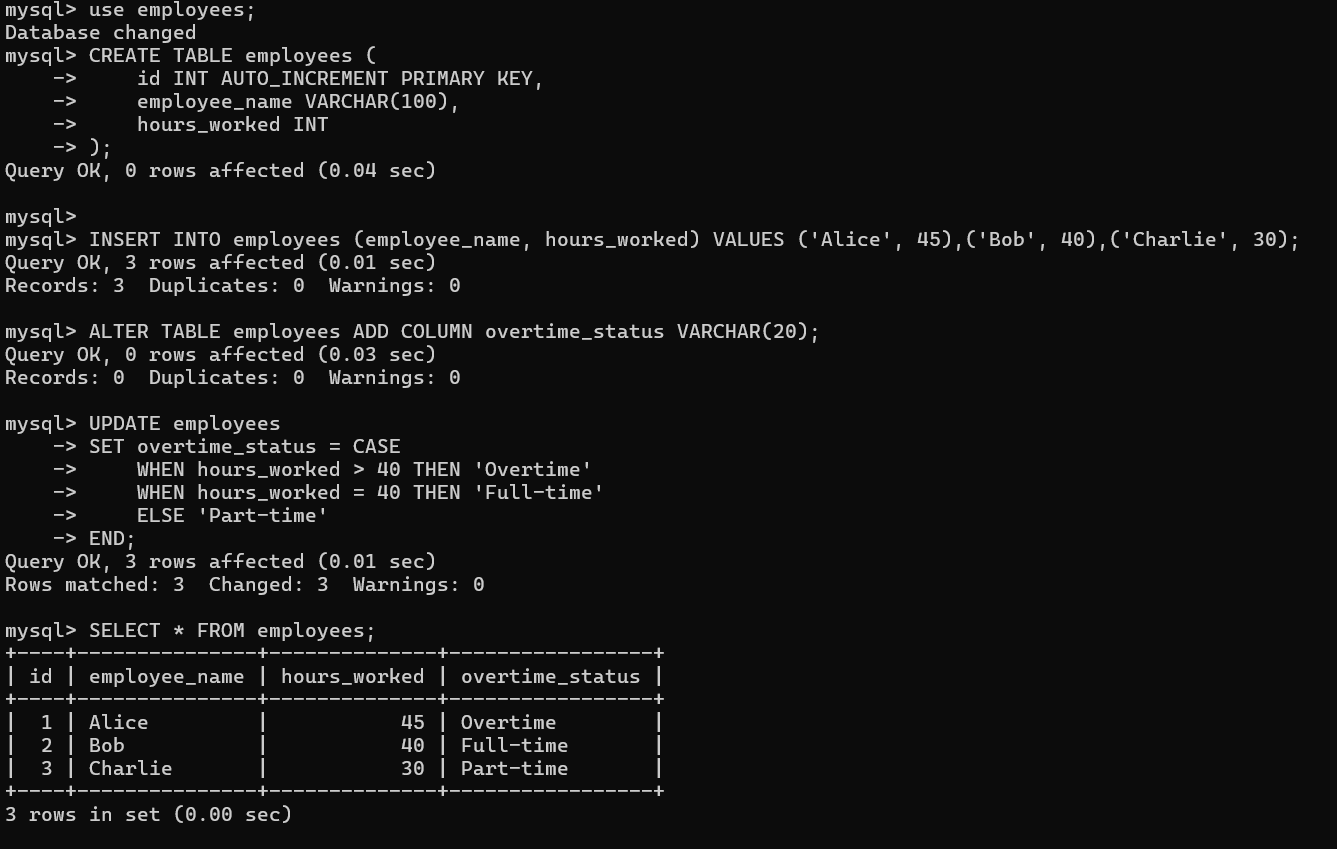 mysql> use employees;
Database changed
mysql> CREATE TABLE employees (
    ->     id INT AUTO_INCREMENT PRIMARY KEY,
    ->     employee_name VARCHAR(100),
    ->     hours_worked INT
    -> );
Query OK, 0 rows affected (0.04 sec)

mysql>
mysql> INSERT INTO employees (employee_name, hours_worked) VALUES ('Alice', 45),('Bob', 40),('Charlie', 30);
Query OK, 3 rows affected (0.01 sec)
Records: 3  Duplicates: 0  Warnings: 0

mysql> ALTER TABLE employees ADD COLUMN overtime_status VARCHAR(20);
Query OK, 0 rows affected (0.03 sec)
Records: 0  Duplicates: 0  Warnings: 0

mysql> UPDATE employees
    -> SET overtime_status = CASE
    ->     WHEN hours_worked > 40 THEN 'Overtime'
    ->     WHEN hours_worked = 40 THEN 'Full-time'
    ->     ELSE 'Part-time'
    -> END;
Query OK, 3 rows affected (0.01 sec)
Rows matched: 3  Changed: 3  Warnings: 0

mysql> SELECT * FROM employees;
+----+---------------+--------------+-----------------+
| id | employee_name | hours_worked | overtime_status |
+----+---------------+--------------+-----------------+
|  1 | Alice         |           45 | Overtime        |
|  2 | Bob           |           40 | Full-time       |
|  3 | Charlie       |           30 | Part-time       |
+----+---------------+--------------+-----------------+
3 rows in set (0.00 sec)